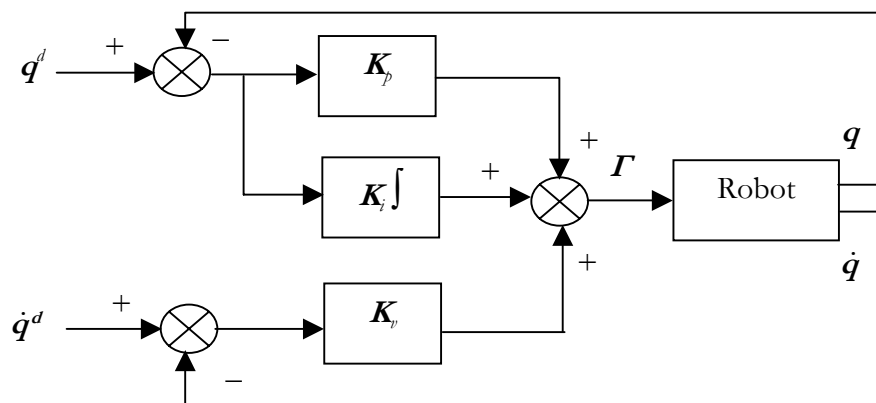 q^d
+
−
K_p
K_i ∫
+
+
Γ
Robot
q
q̇
q̇^d
+
−
K_v
+